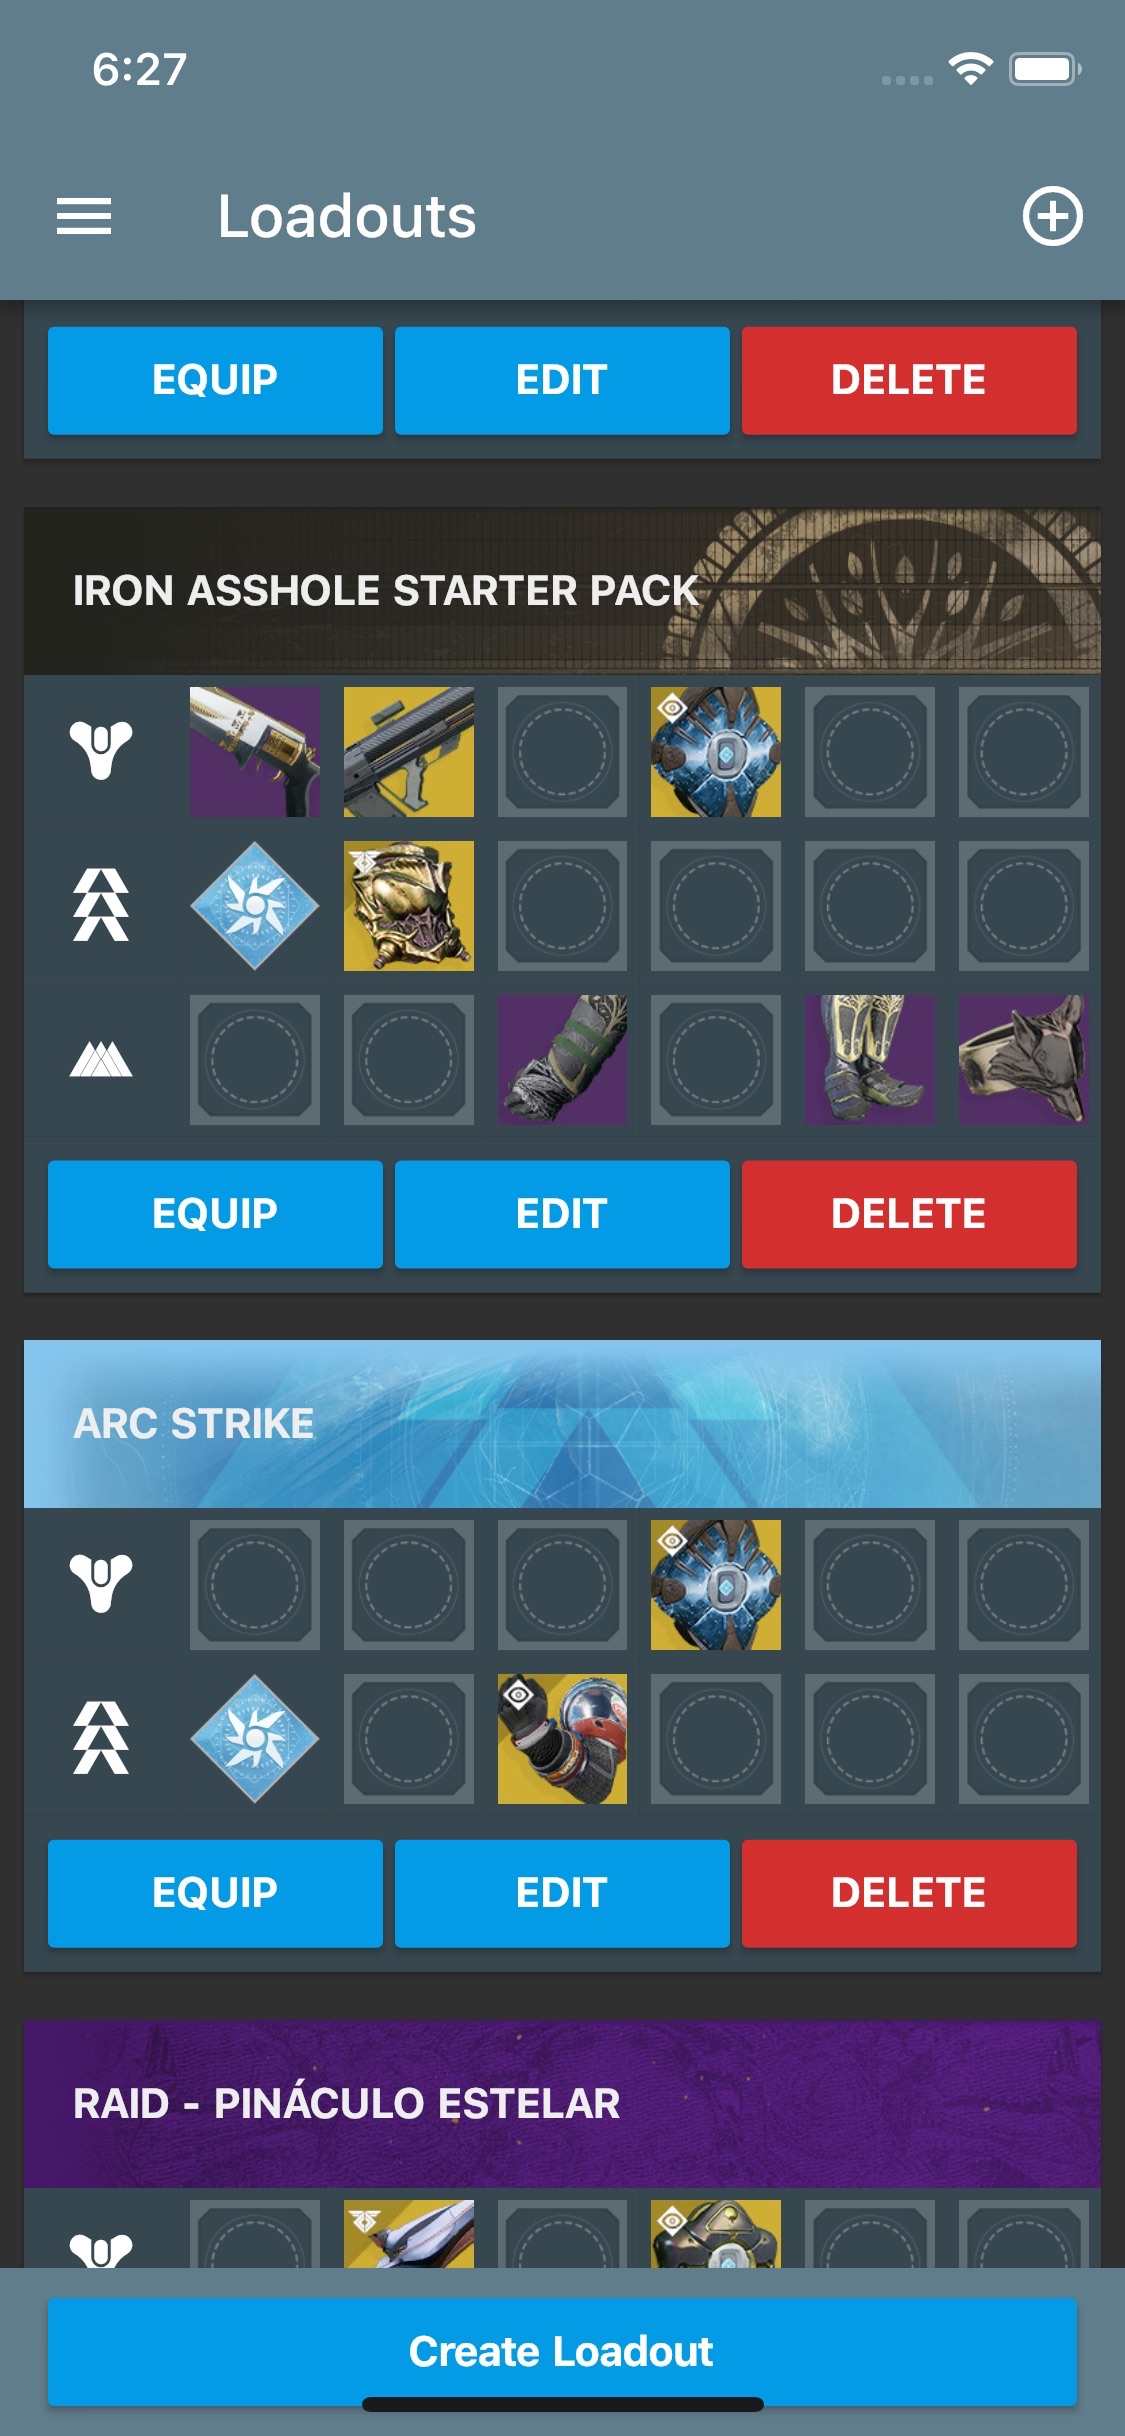 6:27
Loadouts
EQUIP EDIT DELETE
IRON ASSHOLE STARTER PACK
EQUIP EDIT DELETE
ARC STRIKE
EQUIP EDIT DELETE
RAID - PINÁCULO ESTELAR
Create Loadout